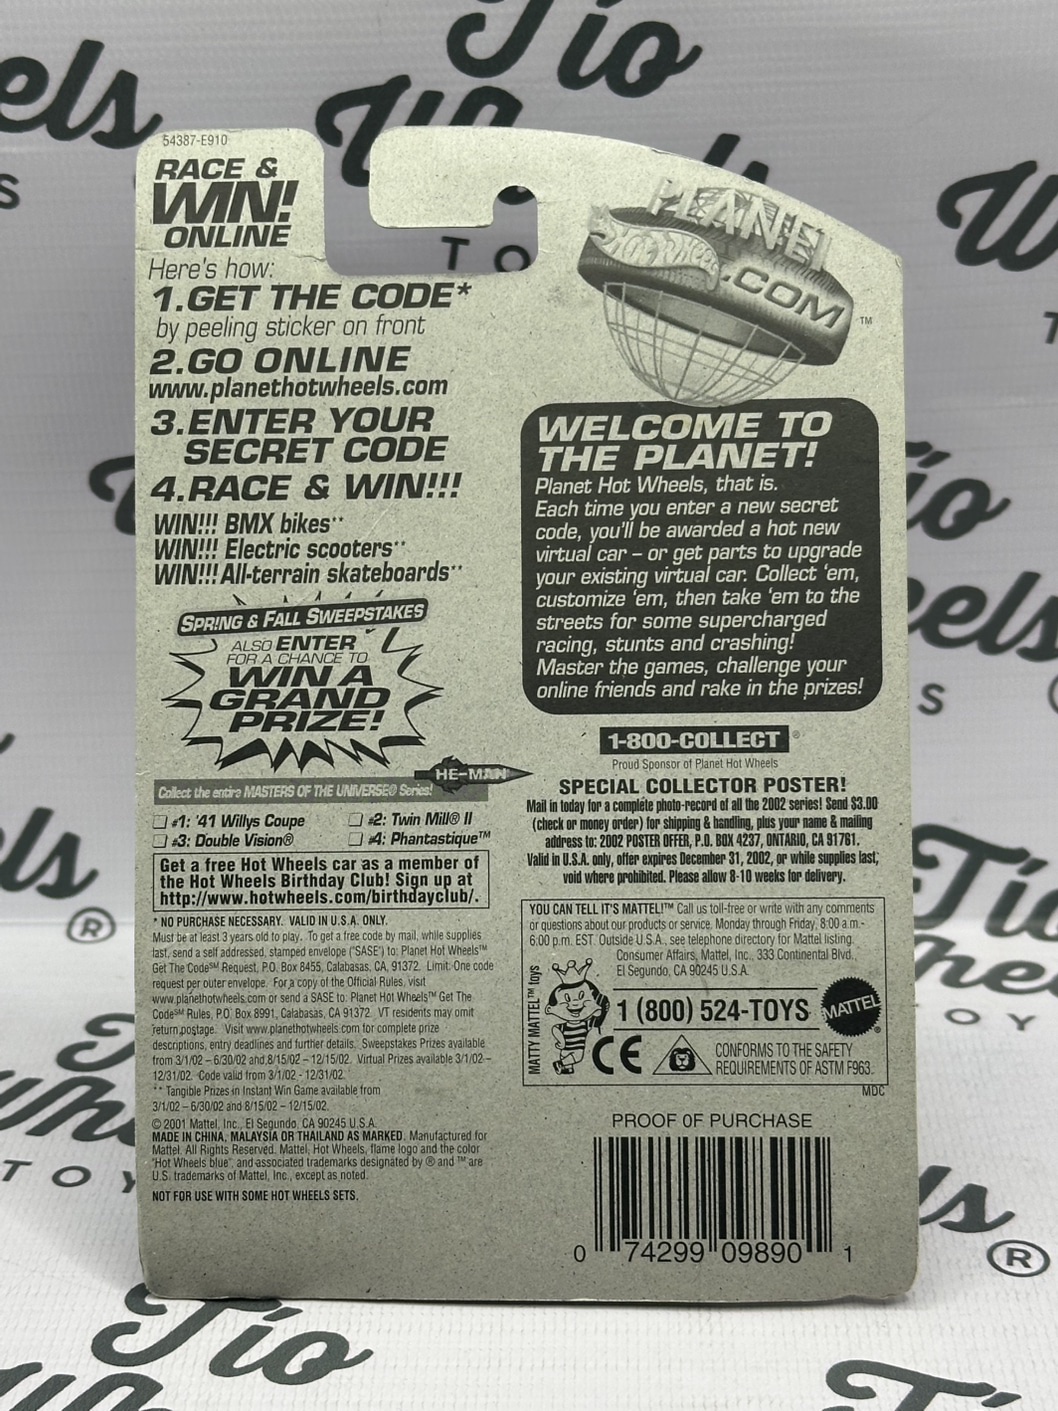 54387-E910
RACE &
WIN!
ONLINE
Here's how:
1.GET THE CODE*
by peeling sticker on front
2.GO ONLINE
www.planethotwheels.com
3.ENTER YOUR
SECRET CODE
4.RACE & WIN!!!
WIN!!! BMX bikes**
WIN!!! Electric scooters**
WIN!!! All-terrain skateboards**
SPRING & FALL SWEEPSTAKES
ALSO ENTER
FOR A CHANCE TO
WIN A
GRAND
PRIZE!
HE-MAN
Collect the entire MASTERS OF THE UNIVERSE® Series!
#1: '41 Willys Coupe
#2: Twin Mill® II
#3: Double Vision®
#4: Phantastique™
Get a free Hot Wheels car as a member of
the Hot Wheels Birthday Club! Sign up at
http://www.hotwheels.com/birthdayclub/.
* NO PURCHASE NECESSARY. VALID IN U.S.A. ONLY.
Must be at least 3 years old to play. To get a free code by mail, while supplies
last, send a self addressed, stamped envelope ("SASE") to: Planet Hot Wheels™
Get The Code℠ Request, P.O. Box 8455, Calabasas, CA, 91372. Limit: One code
request per outer envelope. For a copy of the Official Rules, visit
www.planethotwheels.com or send a SASE to: Planet Hot Wheels™ Get The
Code℠ Rules, P.O. Box 8991, Calabasas, CA 91372. VT residents may omit
return postage. Visit www.planethotwheels.com for complete prize
descriptions, entry deadlines and further details. Sweepstakes Prizes available
from 3/1/02 – 6/30/02 and 8/15/02 - 12/15/02. Virtual Prizes available 3/1/02 –
12/31/02. Code valid from 3/1/02 - 12/31/02.
** Tangible Prizes in Instant Win Game available from
3/1/02 – 6/30/02 and 8/15/02 – 12/15/02.
© 2001 Mattel, Inc., El Segundo, CA 90245 U.S.A.
MADE IN CHINA, MALAYSIA OR THAILAND AS MARKED. Manufactured for
Mattel. All Rights Reserved. Mattel, Hot Wheels, flame logo and the color
"Hot Wheels blue", and associated trademarks designated by ® and ™ are
U.S. trademarks of Mattel, Inc., except as noted.
NOT FOR USE WITH SOME HOT WHEELS SETS.
PLANET
Hot Wheels
.COM
™
WELCOME TO
THE PLANET!
Planet Hot Wheels, that is.
Each time you enter a new secret
code, you'll be awarded a hot new
virtual car – or get parts to upgrade
your existing virtual car. Collect 'em,
customize 'em, then take 'em to the
streets for some supercharged
racing, stunts and crashing!
Master the games, challenge your
online friends and rake in the prizes!
1-800-COLLECT ®
Proud Sponsor of Planet Hot Wheels
SPECIAL COLLECTOR POSTER!
Mail in today for a complete photo-record of all the 2002 series! Send $3.00
(check or money order) for shipping & handling, plus your name & mailing
address to: 2002 POSTER OFFER, P.O. BOX 4237, ONTARIO, CA 91761.
Valid in U.S.A. only, offer expires December 31, 2002, or while supplies last;
void where prohibited. Please allow 8-10 weeks for delivery.
YOU CAN TELL IT'S MATTEL!™ Call us toll-free or write with any comments
or questions about our products or service. Monday through Friday, 8:00 a.m.-
6:00 p.m. EST. Outside U.S.A., see telephone directory for Mattel listing.
Consumer Affairs, Mattel, Inc., 333 Continental Blvd.,
El Segundo, CA 90245 U.S.A.
MATTY MATTEL™ toys
1 (800) 524-TOYS
MATTEL®
CE
CONFORMS TO THE SAFETY
REQUIREMENTS OF ASTM F963.
MDC
PROOF OF PURCHASE
0 74299 09890 1
Tio
Wheels
TOYS
®